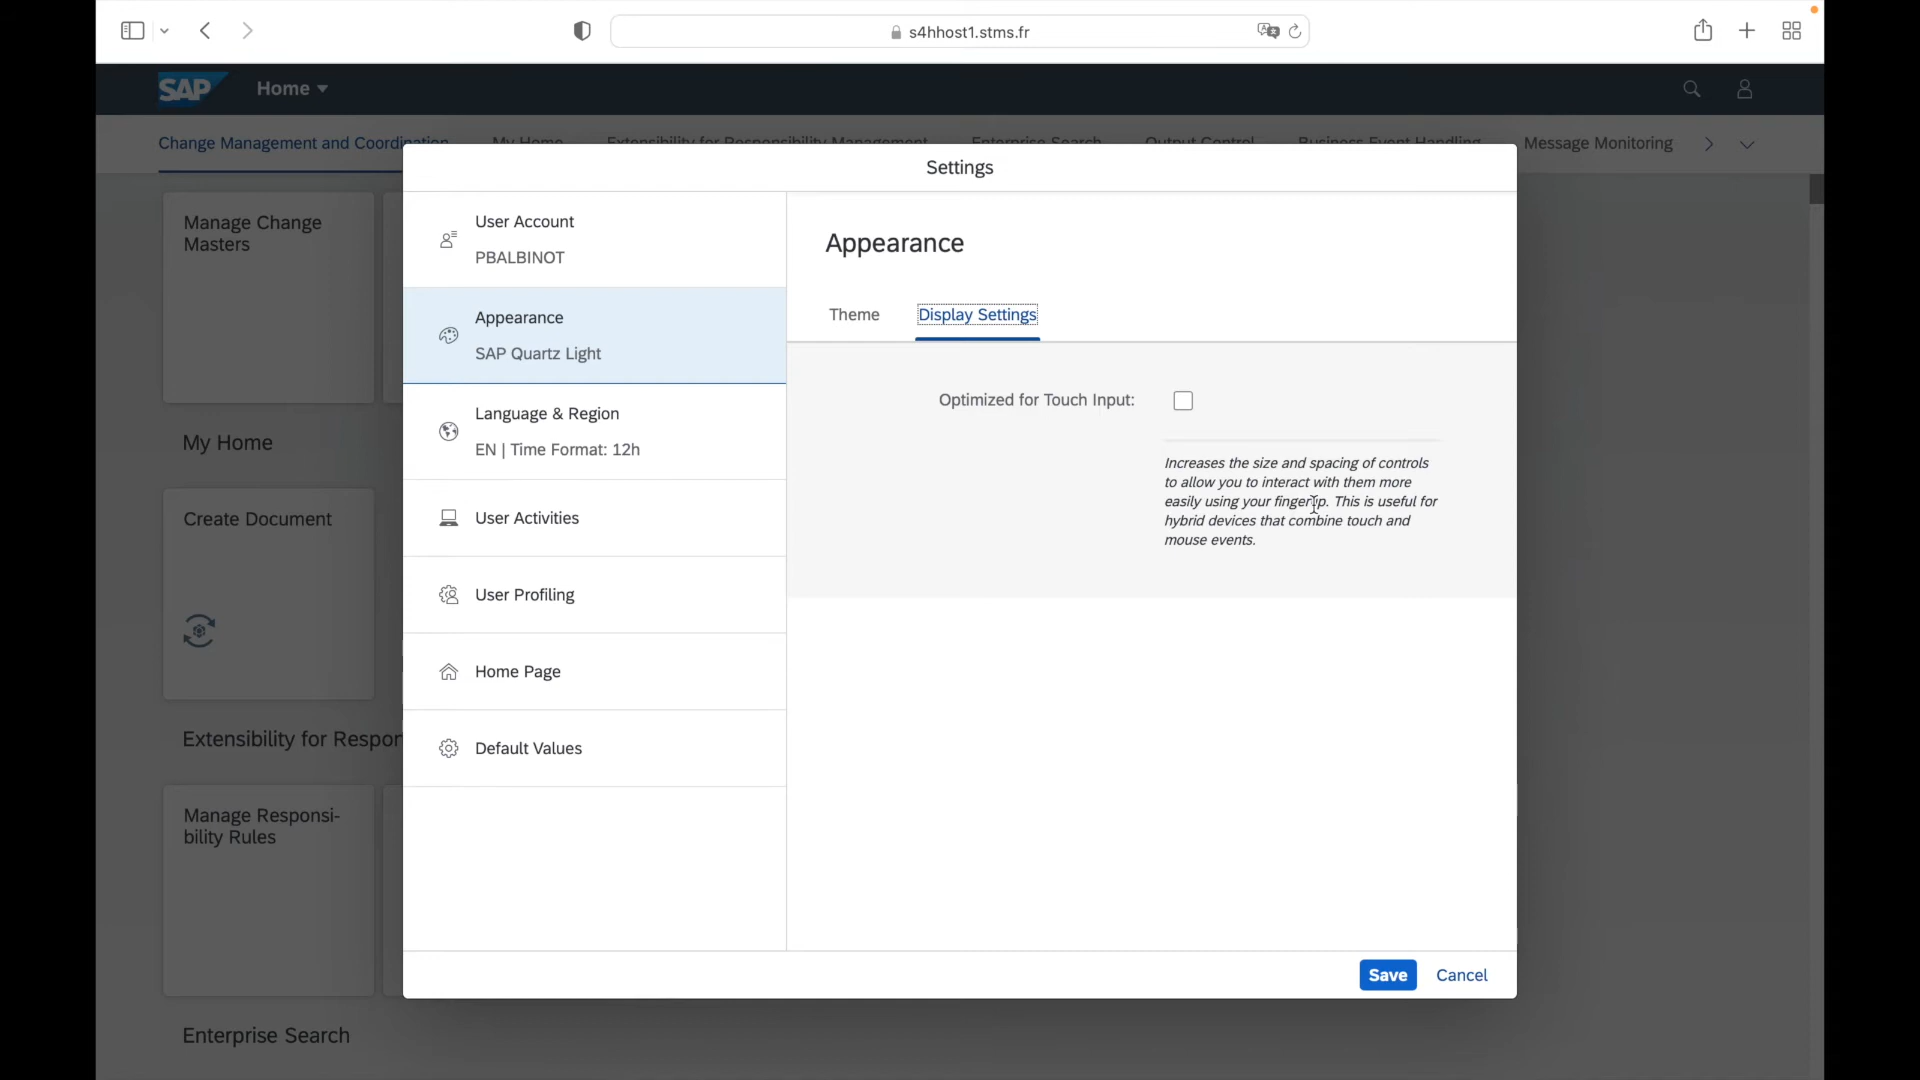 s4hhost1.stms.fr
SAP Home
Change Management and Coordination My Home Extensibility for Responsibility Management Enterprise Search Output Control Business Event Handling Message Monitoring
Settings
Manage Change
Masters
My Home
Create Document
Extensibility for Respon
Manage Responsi-
bility Rules
Enterprise Search
User Account
PBALBINOT
Appearance
SAP Quartz Light
Language & Region
EN | Time Format: 12h
User Activities
User Profiling
Home Page
Default Values
Appearance
Theme Display Settings
Optimized for Touch Input:
Increases the size and spacing of controls
to allow you to interact with them more
easily using your fingertip. This is useful for
hybrid devices that combine touch and
mouse events.
Save Cancel